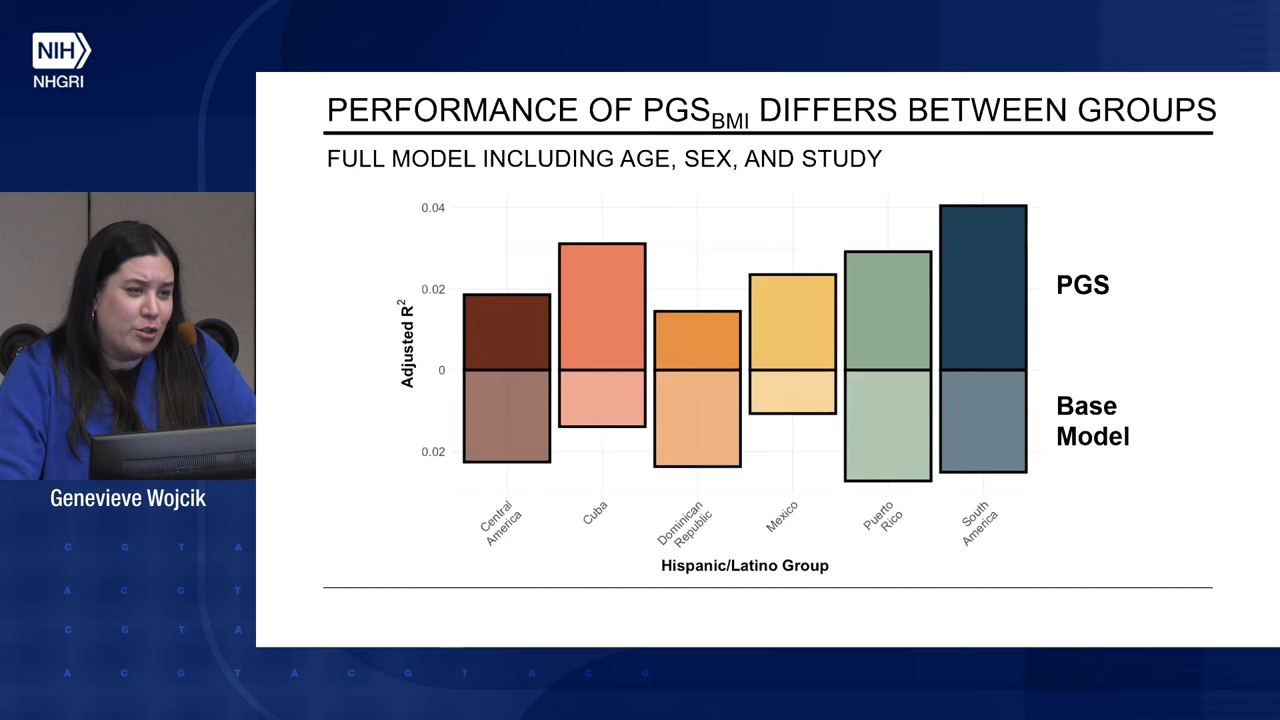 NIH
NHGRI
PERFORMANCE OF PGSBMI DIFFERS BETWEEN GROUPS
FULL MODEL INCLUDING AGE, SEX, AND STUDY
0.04
0.02
0
0.02
Adjusted R2
PGS
Base
Model
Central
America
Cuba
Dominican
Republic
Mexico
Puerto
Rico
South
America
Hispanic/Latino Group
Genevieve Wojcik
C G T A
A C G T
C G T A
A C G T A C G T A C G